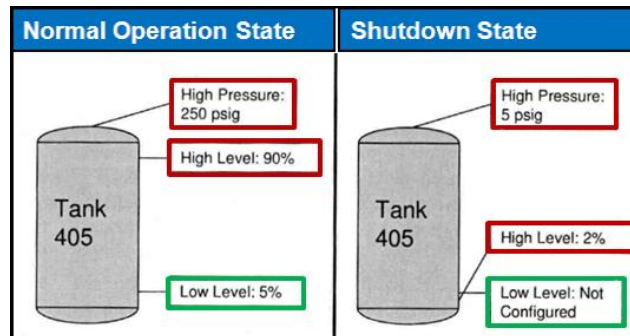 Normal Operation State
High Pressure:
250 psig
High Level: 90%
Tank
405
Low Level: 5%
Shutdown State
High Pressure:
5 psig
Tank
405
High Level: 2%
Low Level: Not
Configured